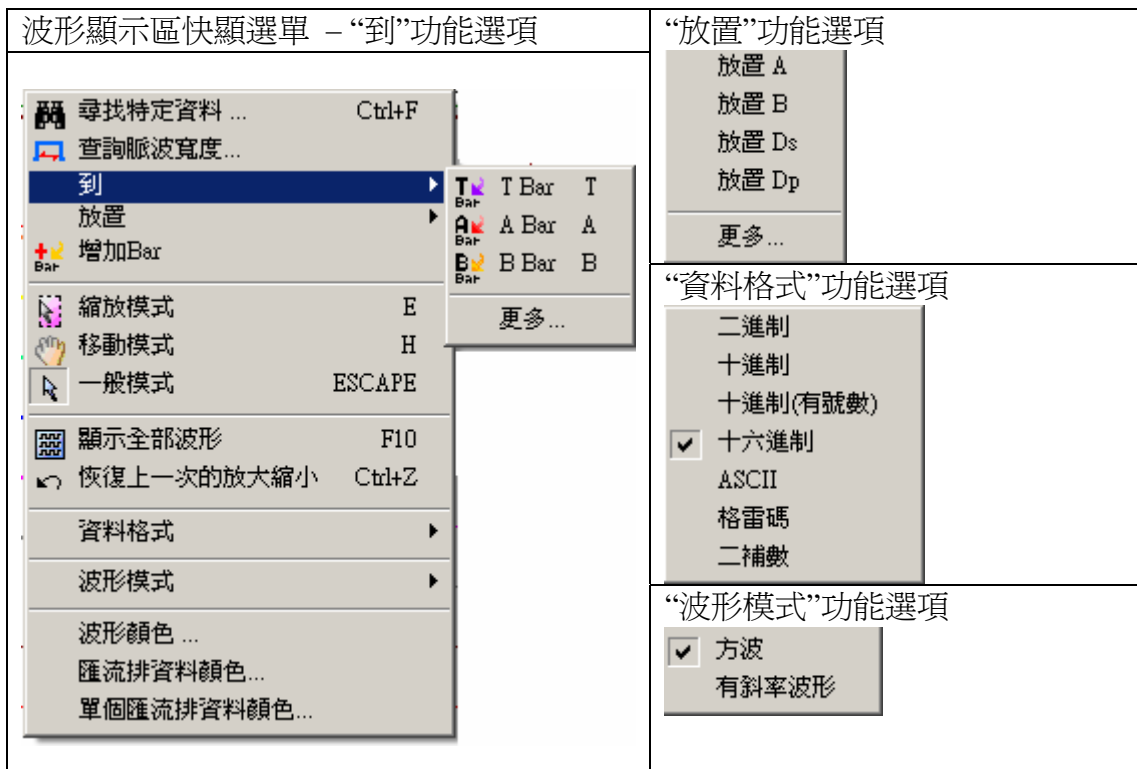 波形顯示區快顯選單 – “到”功能選項
尋找特定資料 ... Ctrl+F
查詢脈波寬度...
到
放置
增加Bar
縮放模式 E
移動模式 H
一般模式 ESCAPE
顯示全部波形 F10
恢復上一次的放大縮小 Ctrl+Z
資料格式
波形模式
波形顏色 ...
匯流排資料顏色...
單個匯流排資料顏色...
T Bar T
A Bar A
B Bar B
更多...
“放置”功能選項
放置 A
放置 B
放置 Ds
放置 Dp
更多...
“資料格式”功能選項
二進制
十進制
十進制(有號數)
十六進制
ASCII
格雷碼
二補數
“波形模式”功能選項
方波
有斜率波形